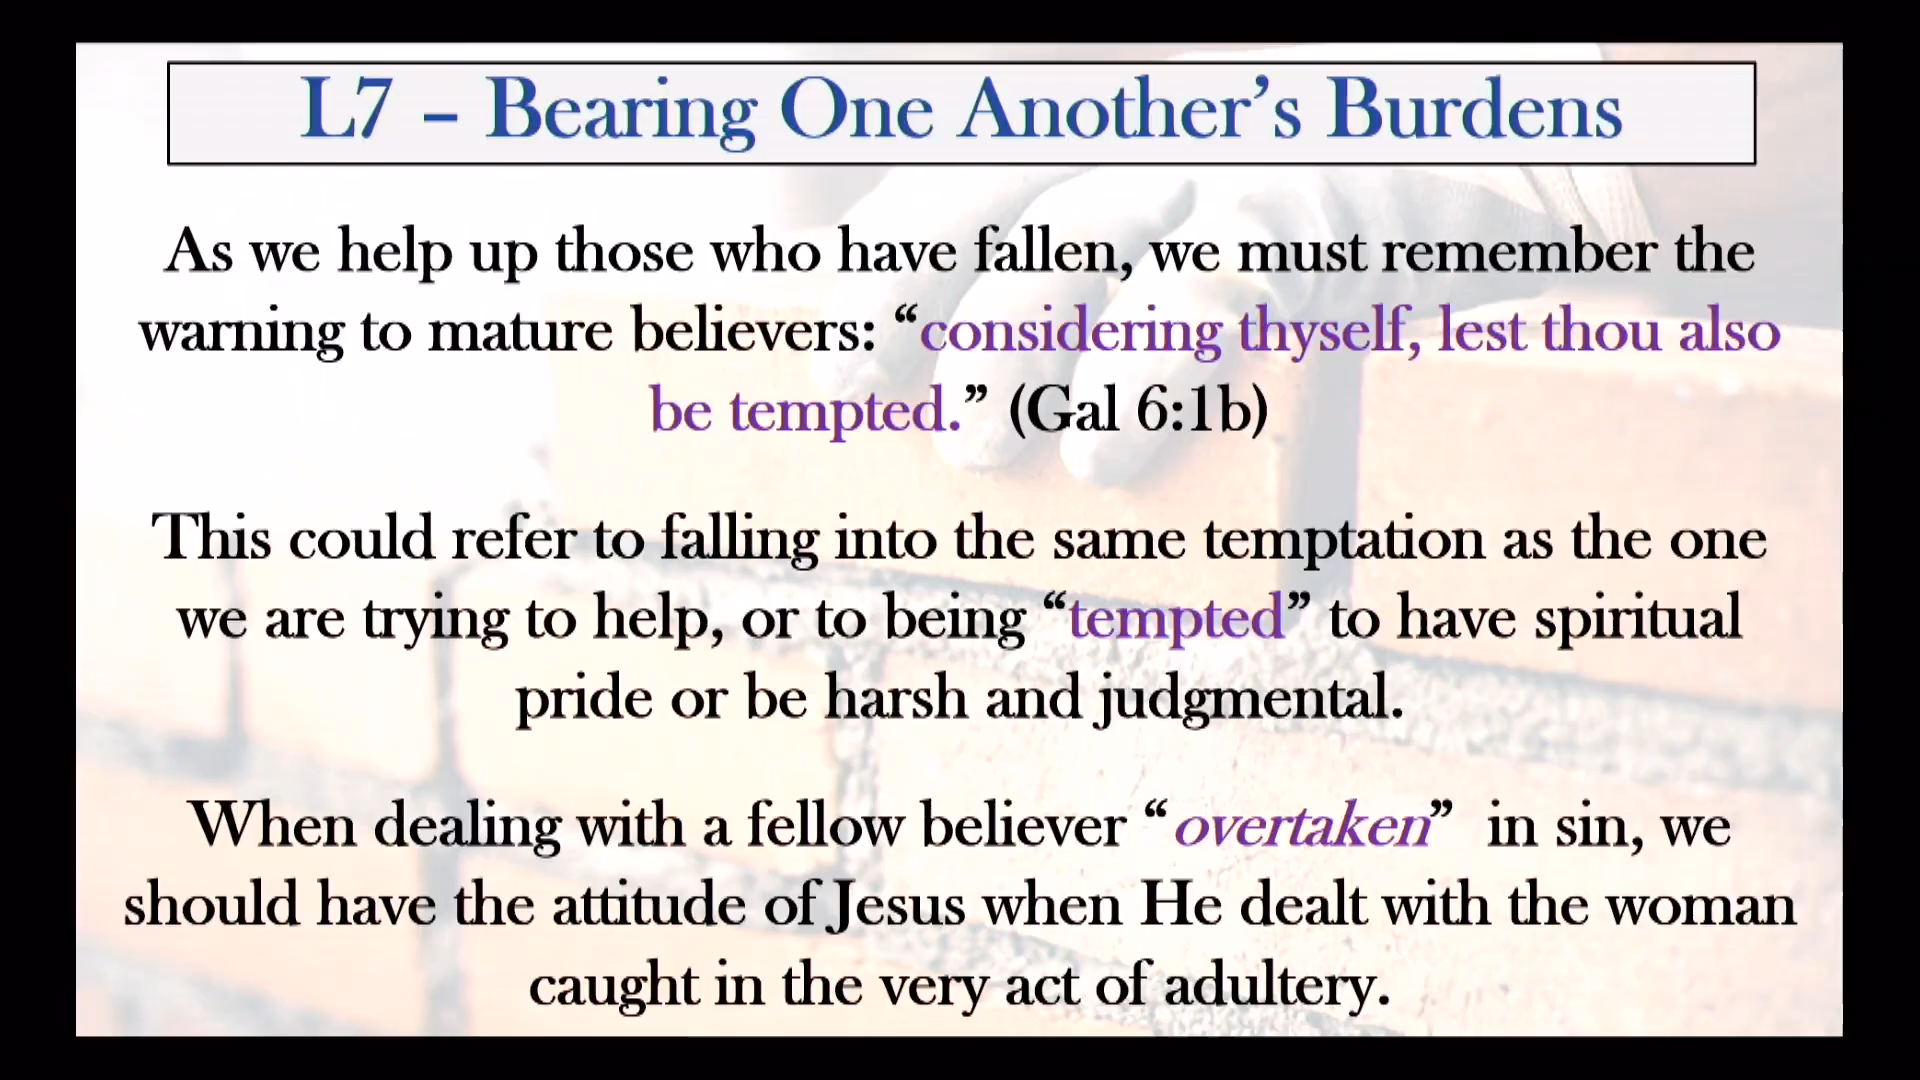 L7 – Bearing One Another’s Burdens
As we help up those who have fallen, we must remember the
warning to mature believers: “considering thyself, lest thou also
be tempted.” (Gal 6:1b)
This could refer to falling into the same temptation as the one
we are trying to help, or to being “tempted” to have spiritual
pride or be harsh and judgmental.
When dealing with a fellow believer “overtaken” in sin, we
should have the attitude of Jesus when He dealt with the woman
caught in the very act of adultery.